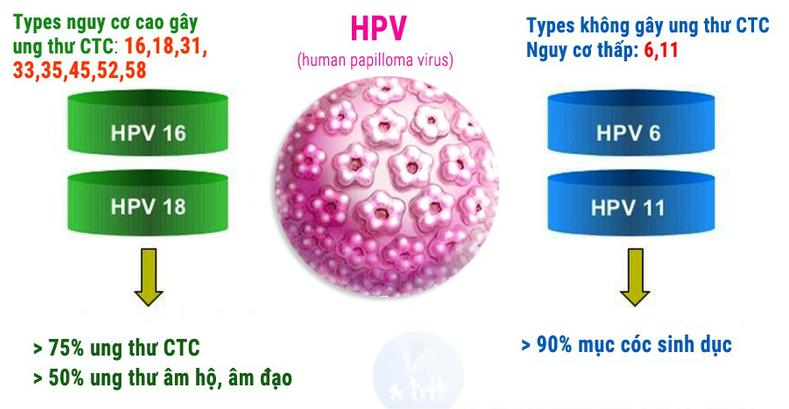 Types nguy cơ cao gây
ung thư CTC: 16,18,31,
33,35,45,52,58
HPV 16
HPV 18
> 75% ung thư CTC
> 50% ung thư âm hộ, âm đạo
HPV
(human papilloma virus)
Types không gây ung thư CTC
Nguy cơ thấp: 6,11
HPV 6
HPV 11
> 90% mục cóc sinh dục